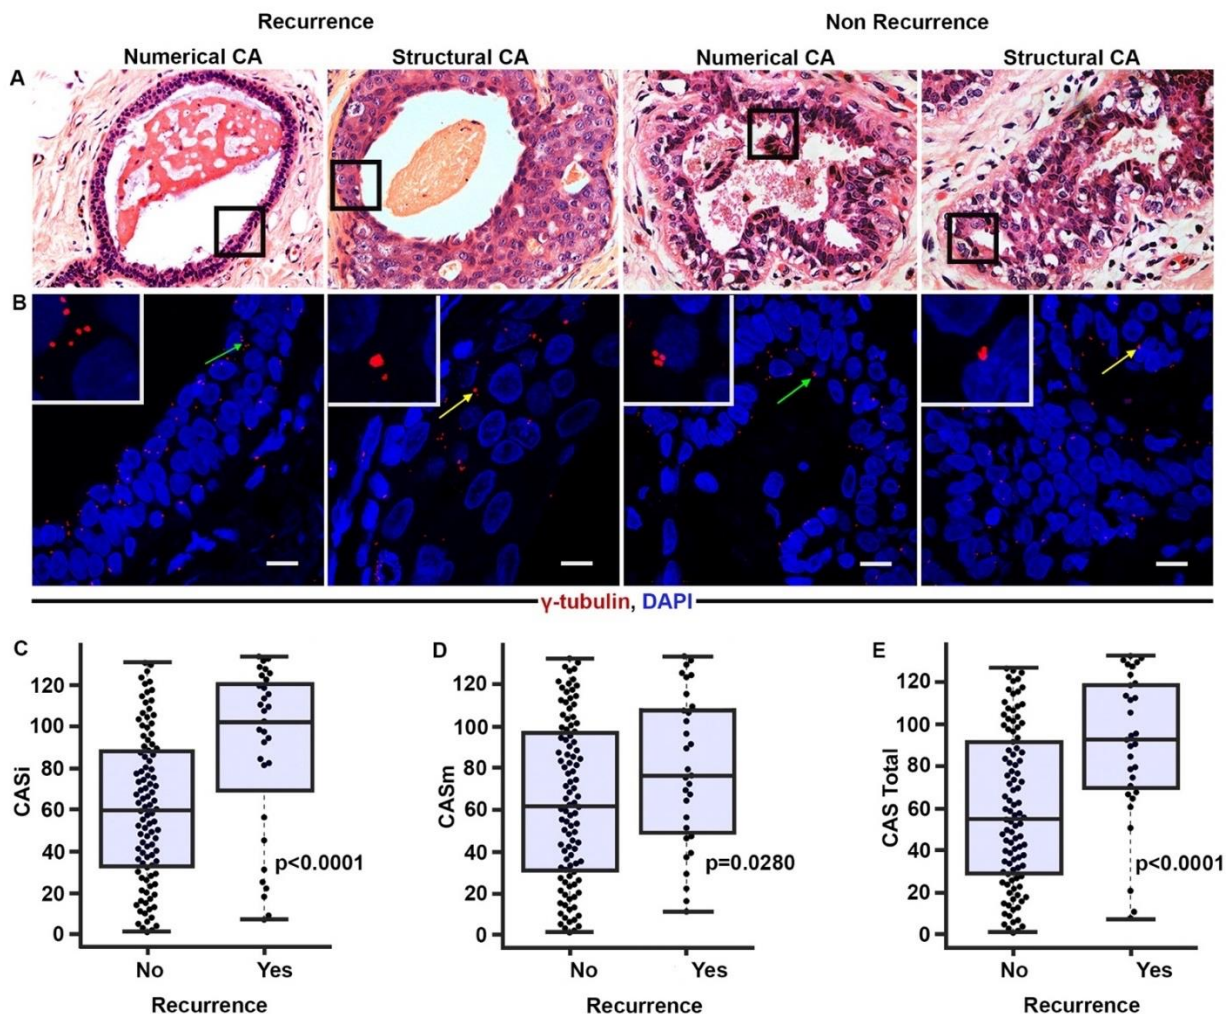 Recurrence Non Recurrence
Numerical CA Structural CA Numerical CA Structural CA
A
B
γ-tubulin, DAPI
C
CASi
120
100
80
60
40
20
0
p<0.0001
No Yes
Recurrence
D
CASm
120
100
80
60
40
20
0
p=0.0280
No Yes
Recurrence
E
CAS Total
120
100
80
60
40
20
0
p<0.0001
No Yes
Recurrence